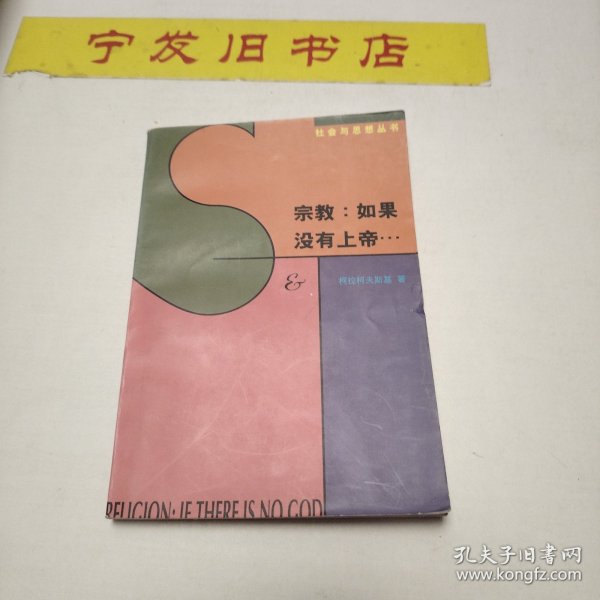 宁发旧书店
社会与思想丛书
宗教：如果
没有上帝…
&
柯拉柯夫斯基 著
RELIGION: IF THERE IS NO GOD
孔夫子旧书网
www.kongfz.com